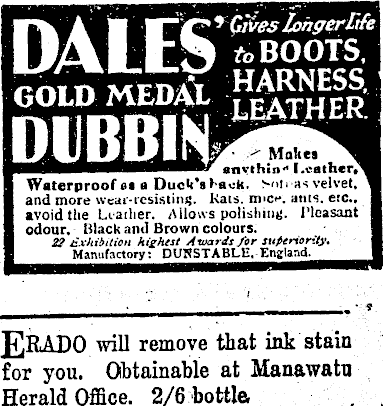 DALES'
GOLD MEDAL
DUBBIN
Gives Longer Life
to BOOTS,
HARNESS,
LEATHER.
Makes
anything Leather,
Waterproof as a Duck's back. Soft as velvet,
and more wear-resisting. Rats, mice, ants, etc.,
avoid the Leather. Allows polishing. Pleasant
odour. Black and Brown colours.
22 Exhibition highest Awards for superiority.
Manufactory: DUNSTABLE, England.
ERADO will remove that ink stain
for you. Obtainable at Manawatu
Herald Office. 2/6 bottle.